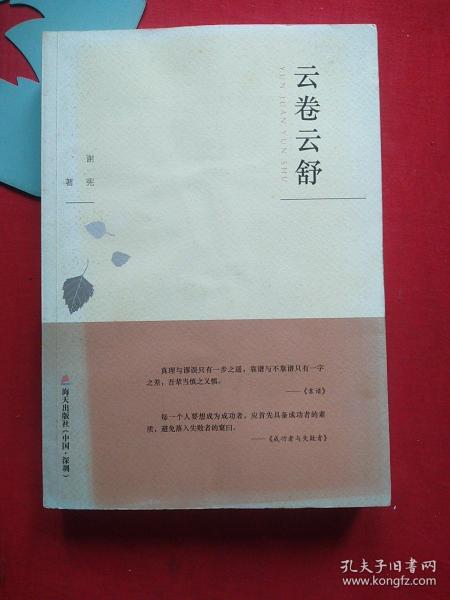 云卷云舒
YUN JUAN YUN SHU
谢宪
著
真理与谬误只有一步之遥，靠谱与不靠谱只有一字
之差，吾辈当慎之又慎。
——《靠谱》
每一个人要想成为成功者，应首先具备成功者的素
质，避免落入失败者的窠臼。
——《成功者与失败者》
海天出版社（中国·深圳）
孔夫子旧书网
www.kongfz.com